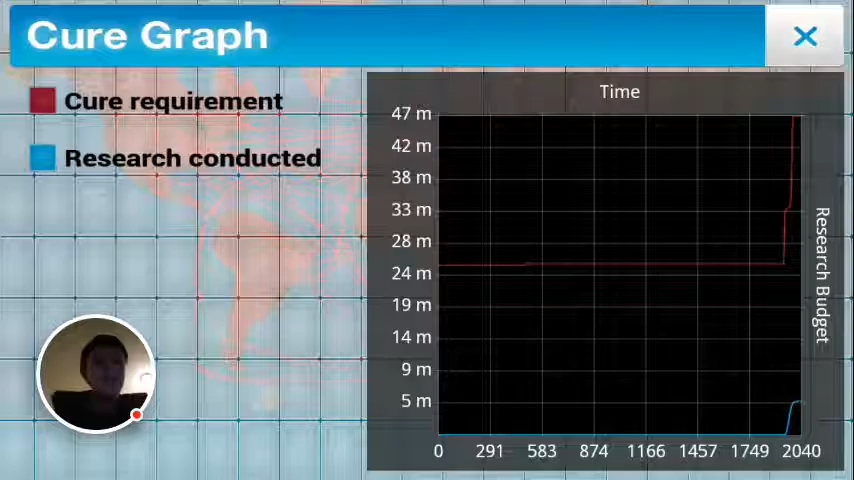 Cure Graph
Cure requirement
Research conducted
Time
47 m
42 m
38 m
33 m
28 m
24 m
19 m
14 m
9 m
5 m
0 291 583 874 1166 1457 1749 2040
Research Budget